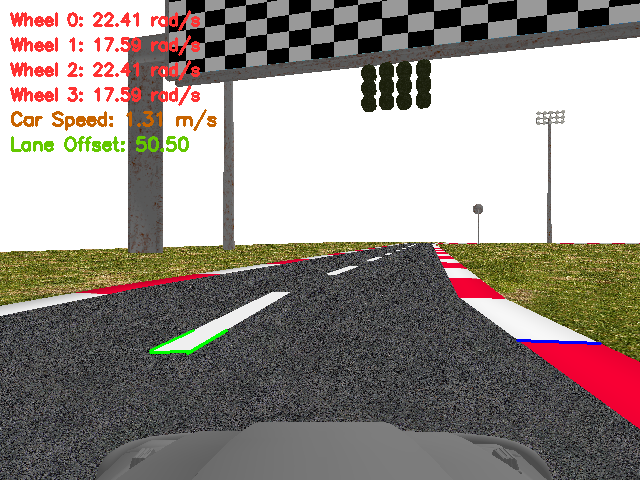 Wheel 0: 22.41 rad/s
Wheel 1: 17.59 rad/s
Wheel 2: 22.41 rad/s
Wheel 3: 17.59 rad/s
Car Speed: 1.31 m/s
Lane Offset: 50.50